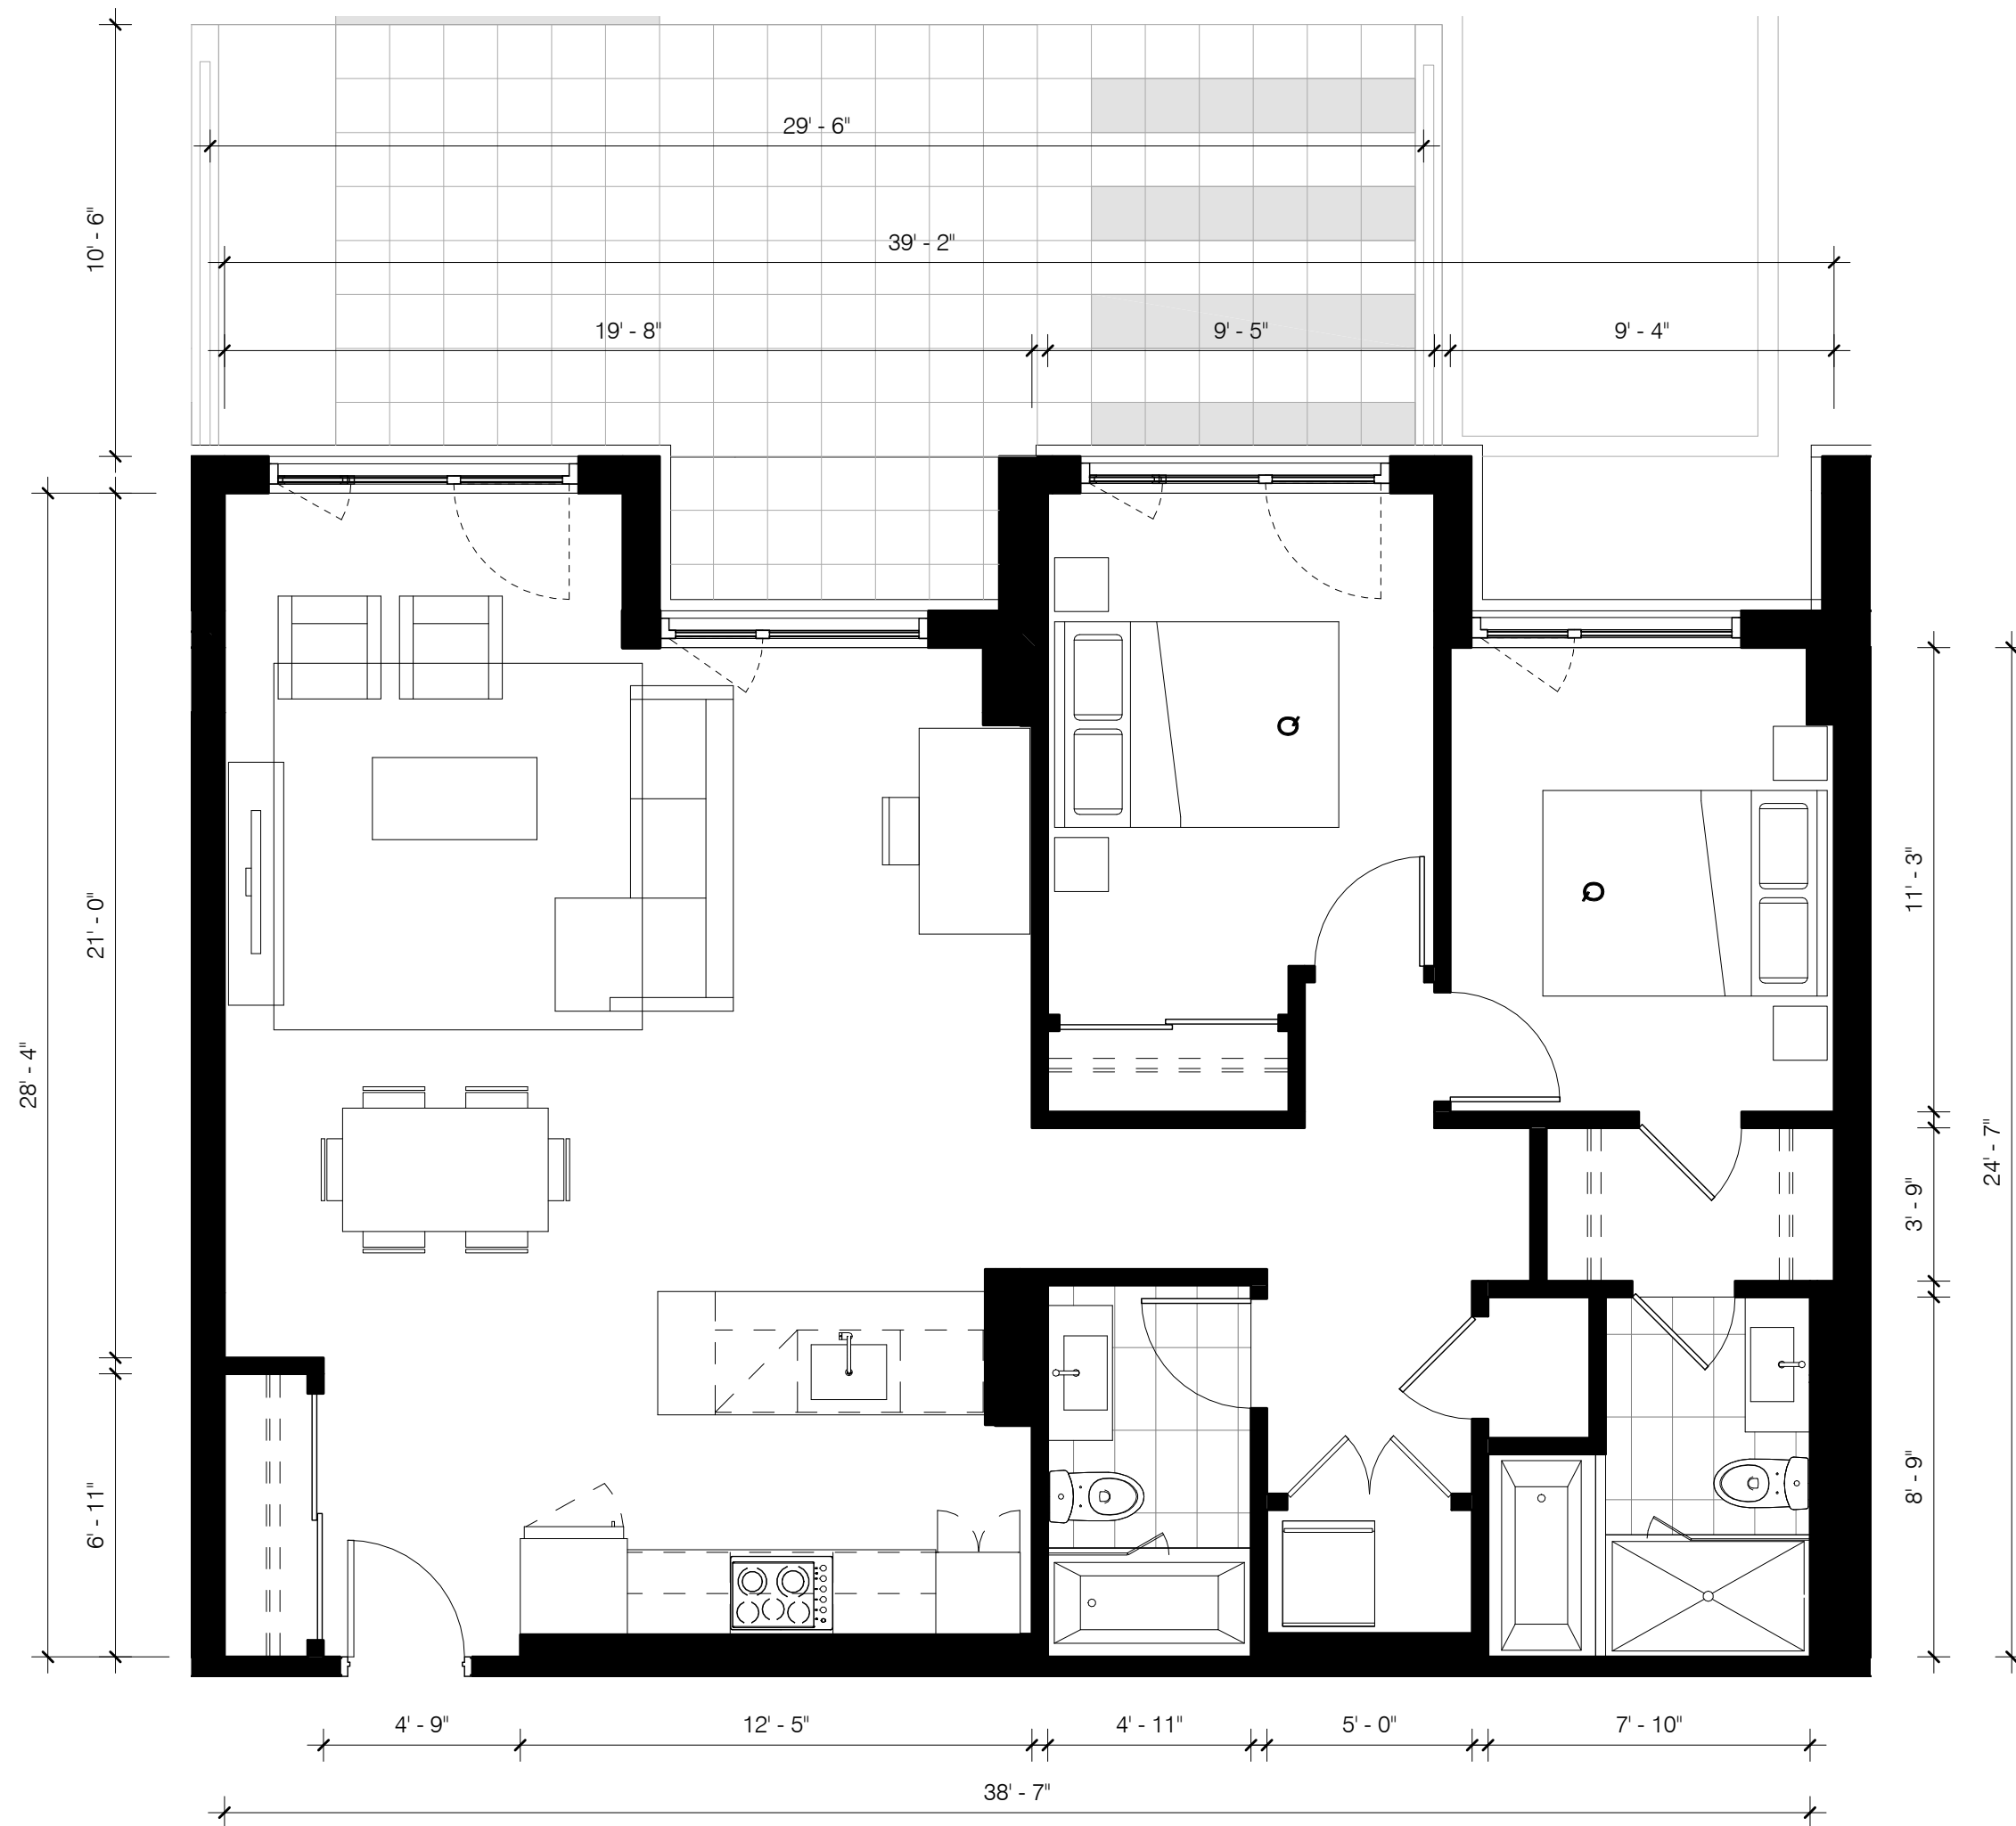 29' - 6"
10' - 6"
39' - 2"
19' - 8"
9' - 5"
9' - 4"
Q
Q
11' - 3"
21' - 0"
28' - 4"
24' - 7"
3' - 9"
8' - 9"
6' - 11"
4' - 9"
12' - 5"
4' - 11"
5' - 0"
7' - 10"
38' - 7"